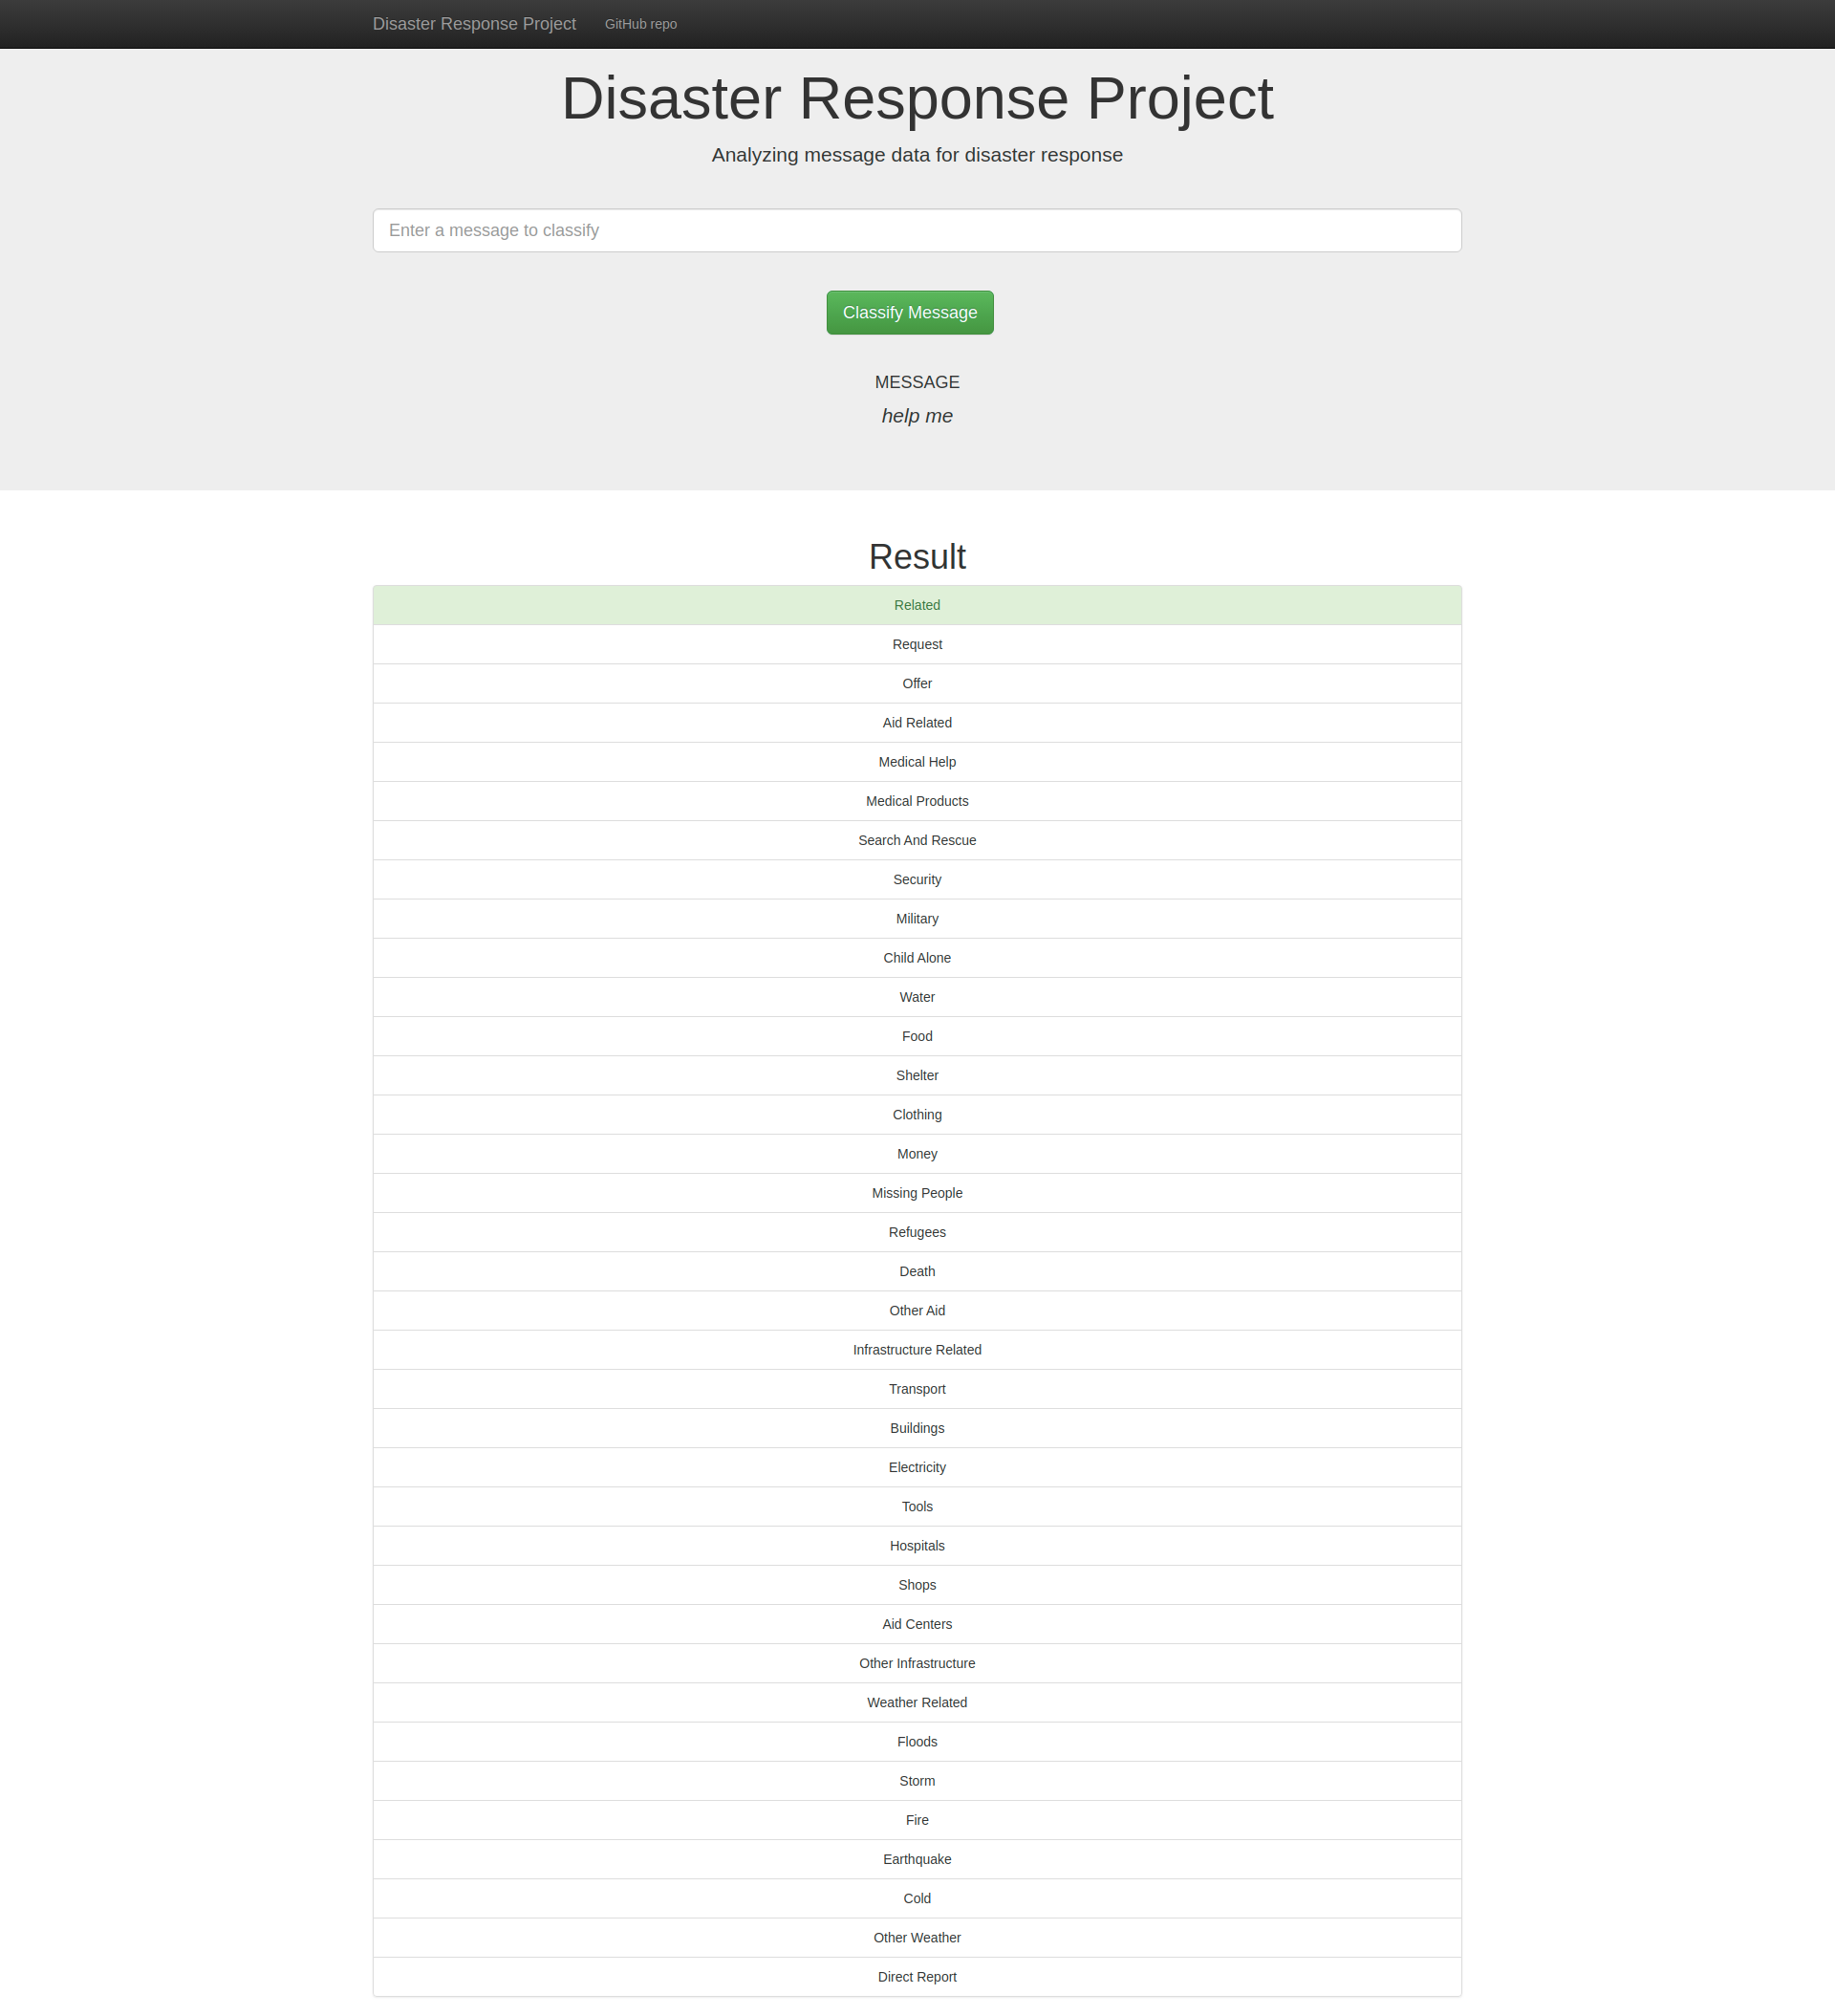 Disaster Response Project GitHub repo
Disaster Response Project
Analyzing message data for disaster response
Enter a message to classify
Classify Message
MESSAGE
help me
Result
Related
Request
Offer
Aid Related
Medical Help
Medical Products
Search And Rescue
Security
Military
Child Alone
Water
Food
Shelter
Clothing
Money
Missing People
Refugees
Death
Other Aid
Infrastructure Related
Transport
Buildings
Electricity
Tools
Hospitals
Shops
Aid Centers
Other Infrastructure
Weather Related
Floods
Storm
Fire
Earthquake
Cold
Other Weather
Direct Report